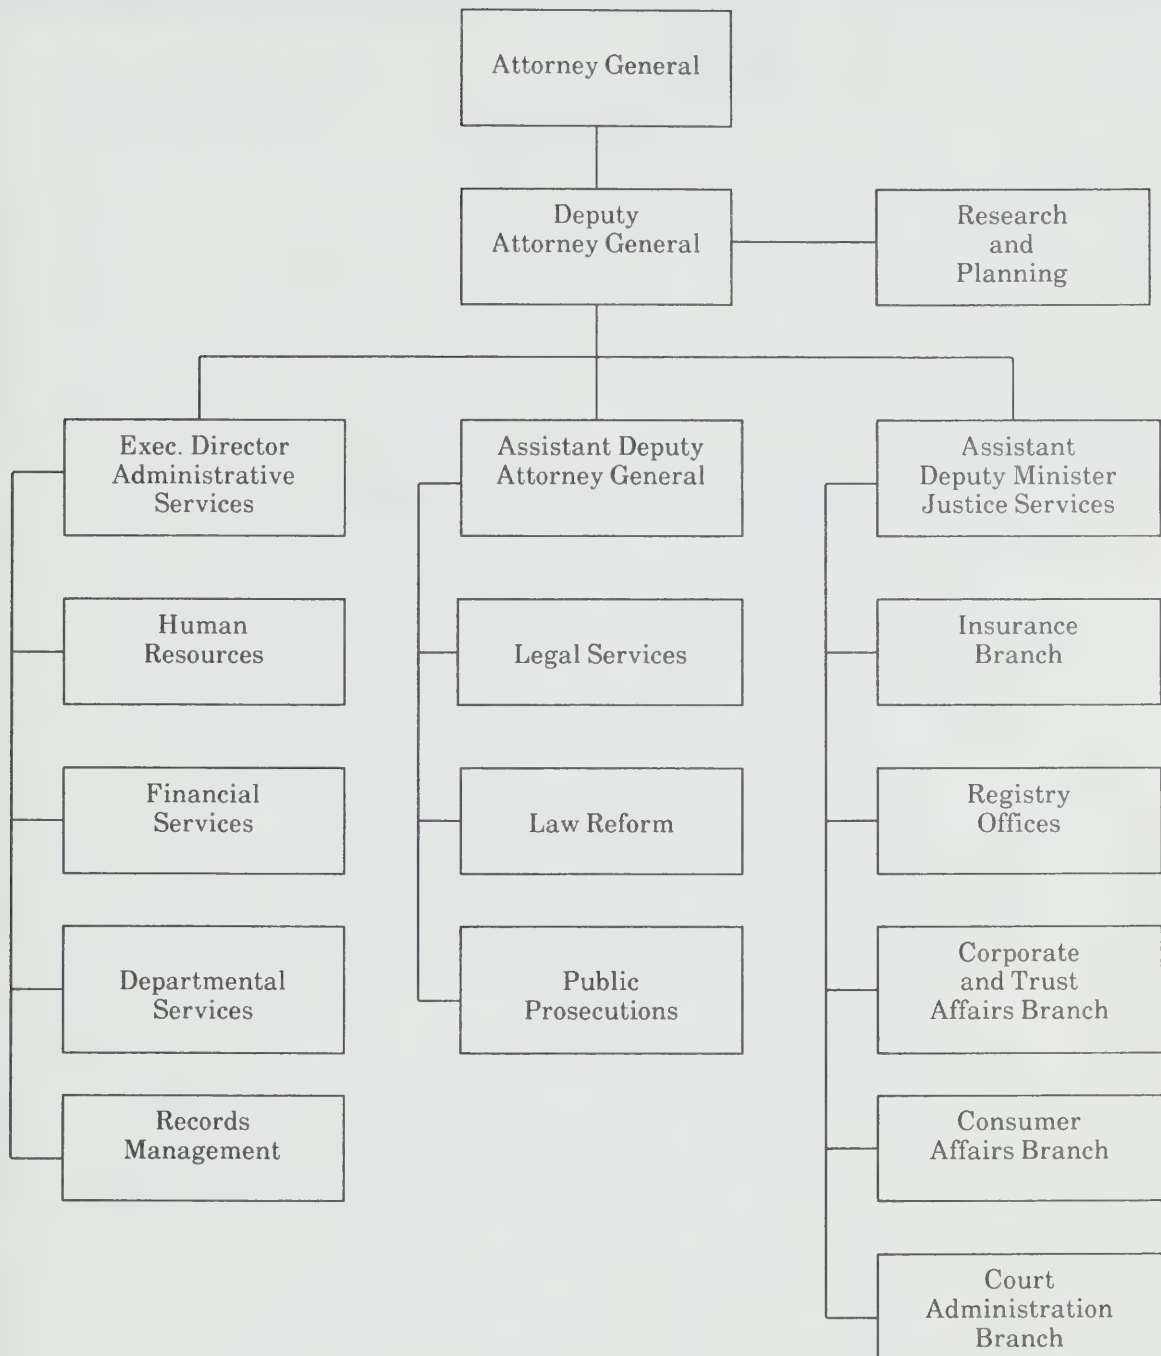 Attorney General
Deputy
Attorney General
Research
and
Planning
Exec. Director
Administrative
Services
Assistant Deputy
Attorney General
Assistant
Deputy Minister
Justice Services
Human
Resources
Legal Services
Insurance
Branch
Financial
Services
Law Reform
Registry
Offices
Departmental
Services
Public
Prosecutions
Corporate
and Trust
Affairs Branch
Records
Management
Consumer
Affairs Branch
Court
Administration
Branch